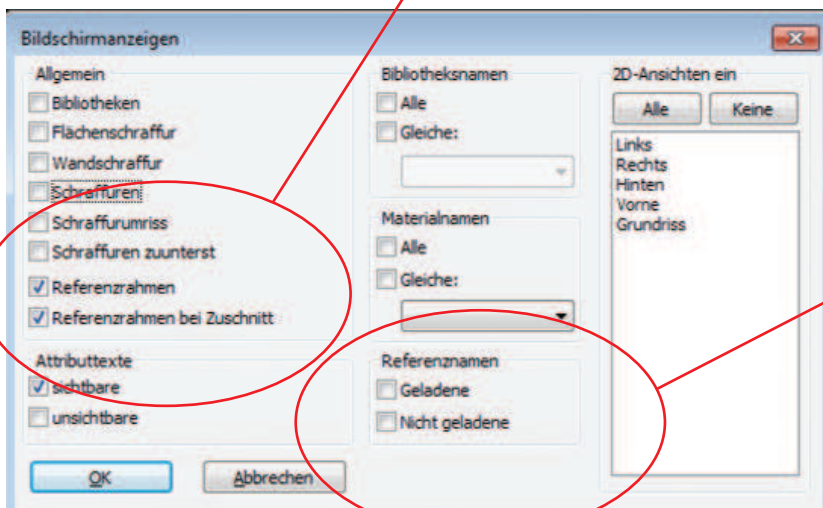 Bildschirmanzeigen
Allgemein
Bibliotheken
Flächenschraffur
Wandschraffur
Schraffuren
Schraffurumriss
Schraffuren zuunterst
Referenzrahmen
Referenzrahmen bei Zuschnitt
Attributtexte
sichtbare
unsichtbare
OK
Abbrechen
Bibliotheksnamen
Alle
Gleiche:
Materialnamen
Alle
Gleiche:
Referenznamen
Geladene
Nicht geladene
2D-Ansichten ein
Alle
Keine
Links
Rechts
Hinten
Vorne
Grundriss